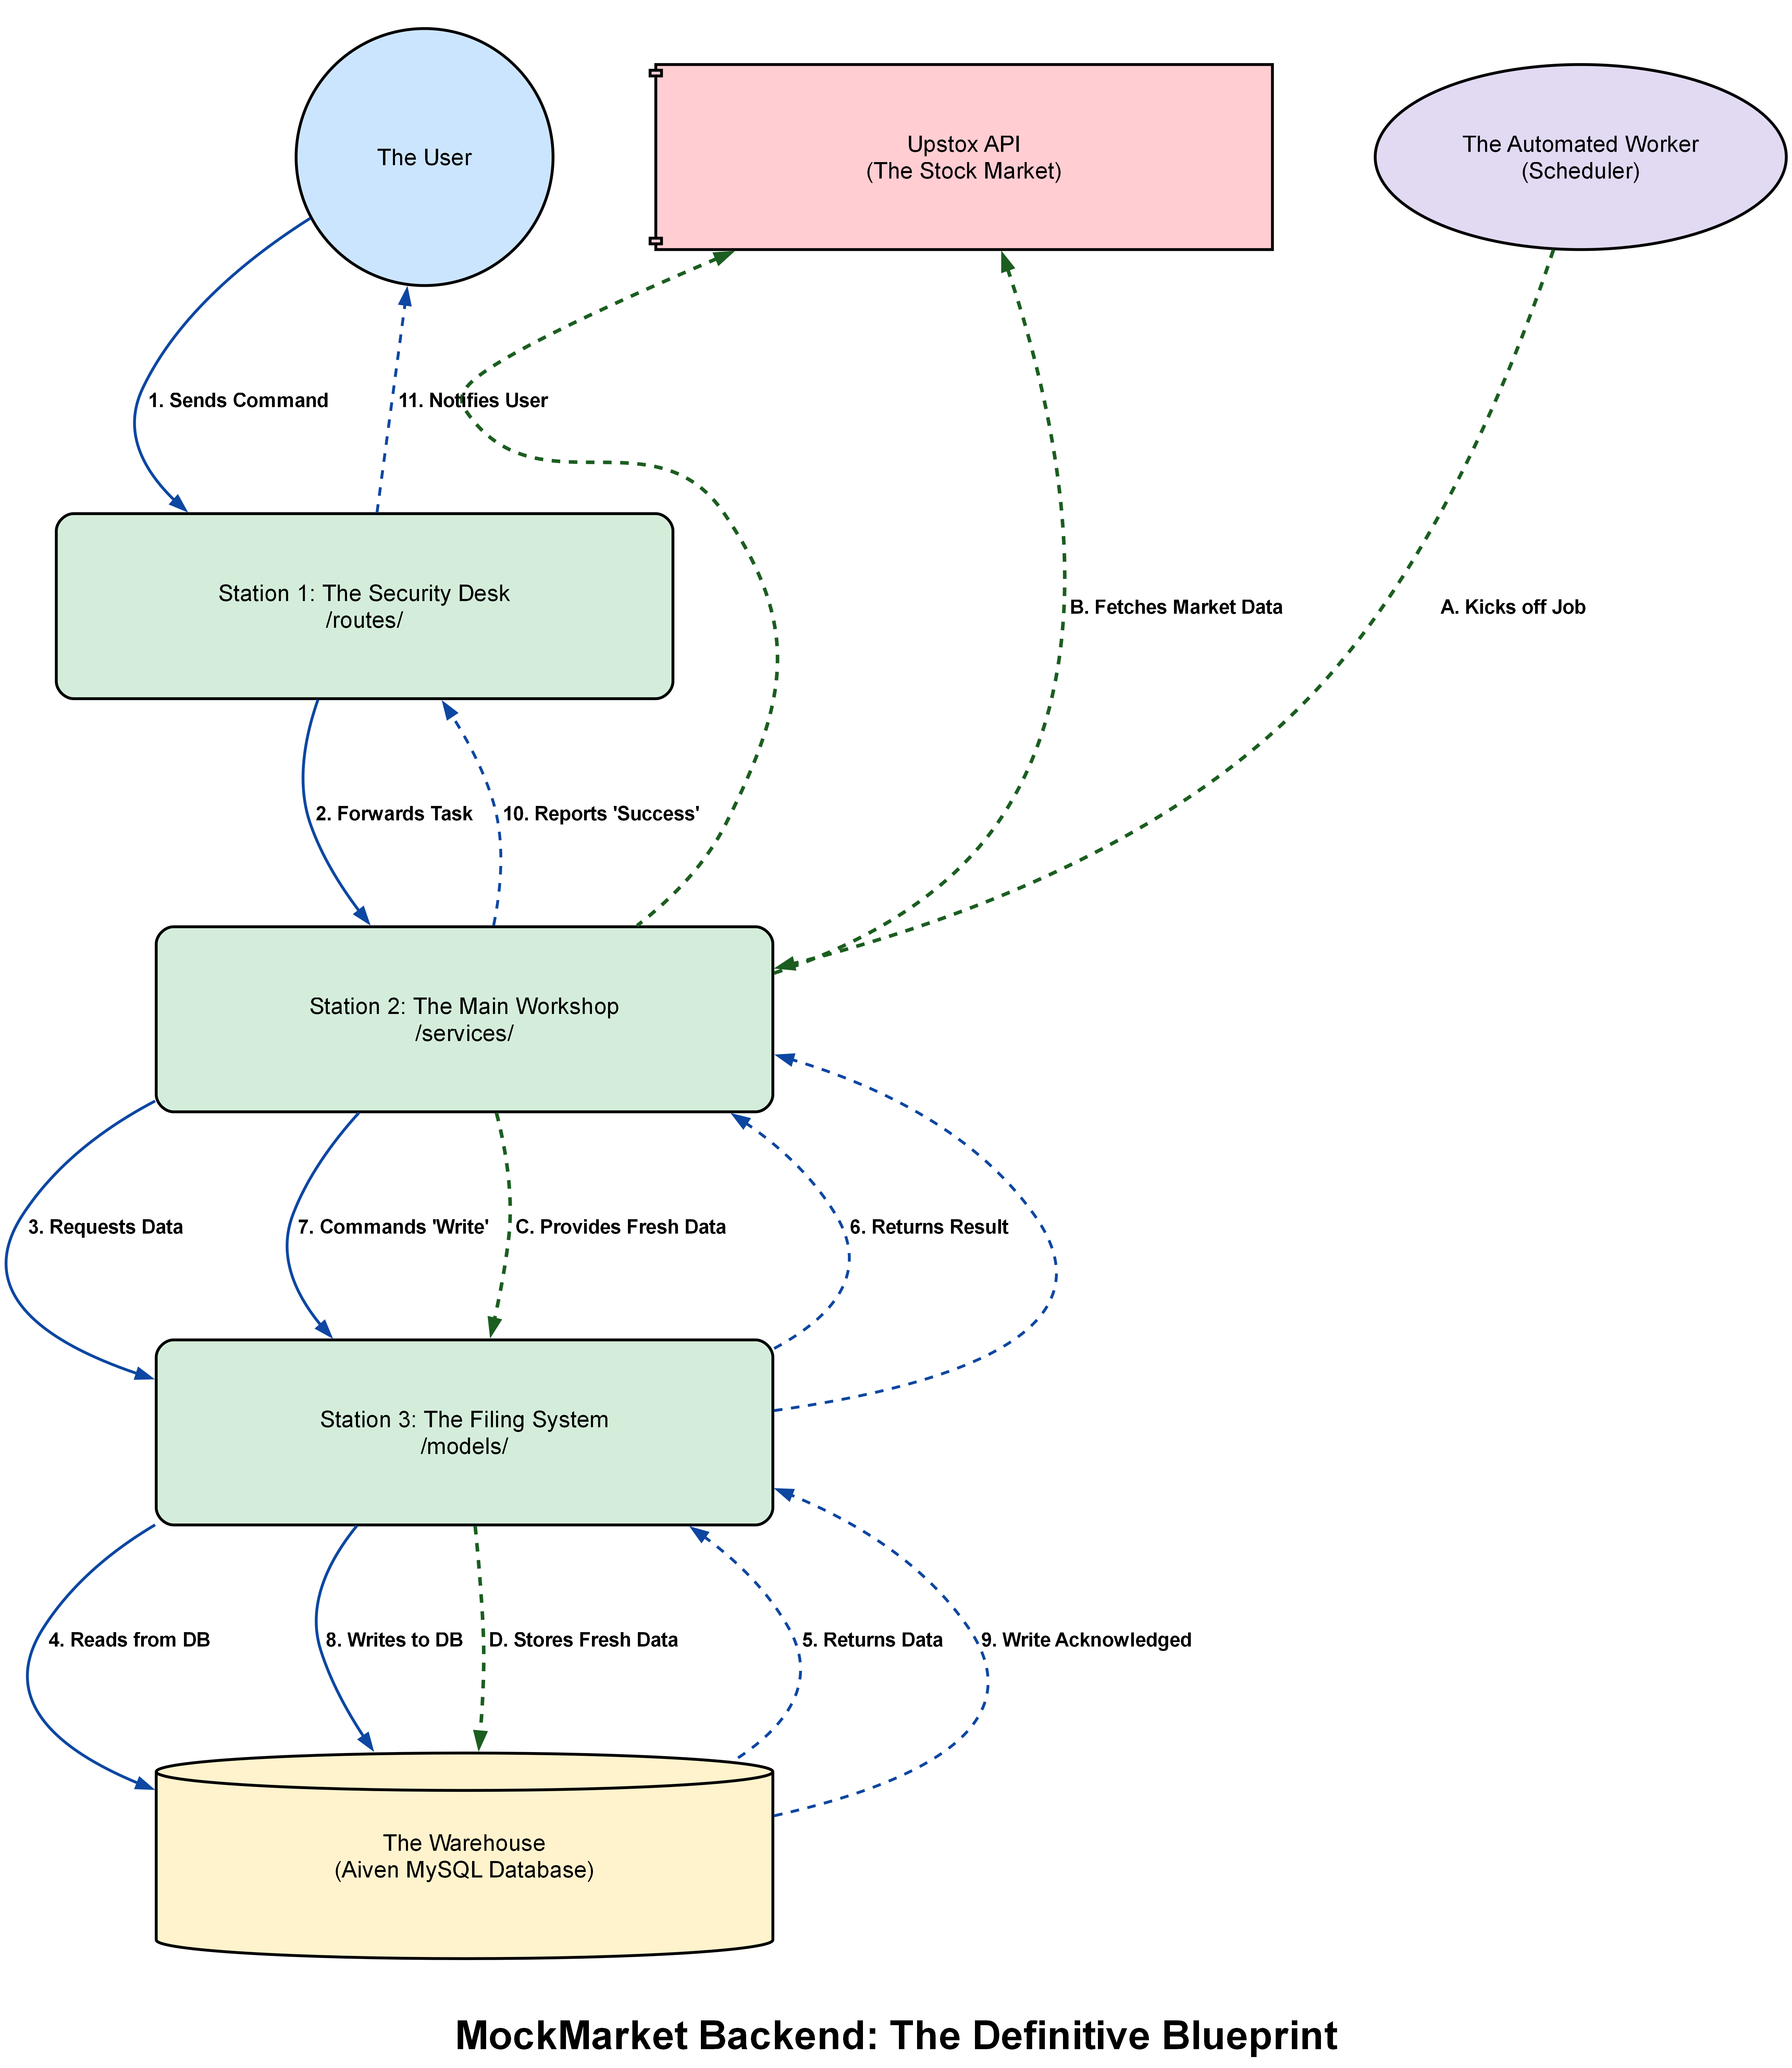 The User
Upstox API
(The Stock Market)
The Automated Worker
(Scheduler)
1. Sends Command
11. Notifies User
Station 1: The Security Desk
/routes/
B. Fetches Market Data
A. Kicks off Job
2. Forwards Task
10. Reports 'Success'
Station 2: The Main Workshop
/services/
3. Requests Data
7. Commands 'Write'
C. Provides Fresh Data
6. Returns Result
Station 3: The Filing System
/models/
4. Reads from DB
8. Writes to DB
D. Stores Fresh Data
5. Returns Data
9. Write Acknowledged
The Warehouse
(Aiven MySQL Database)
MockMarket Backend: The Definitive Blueprint